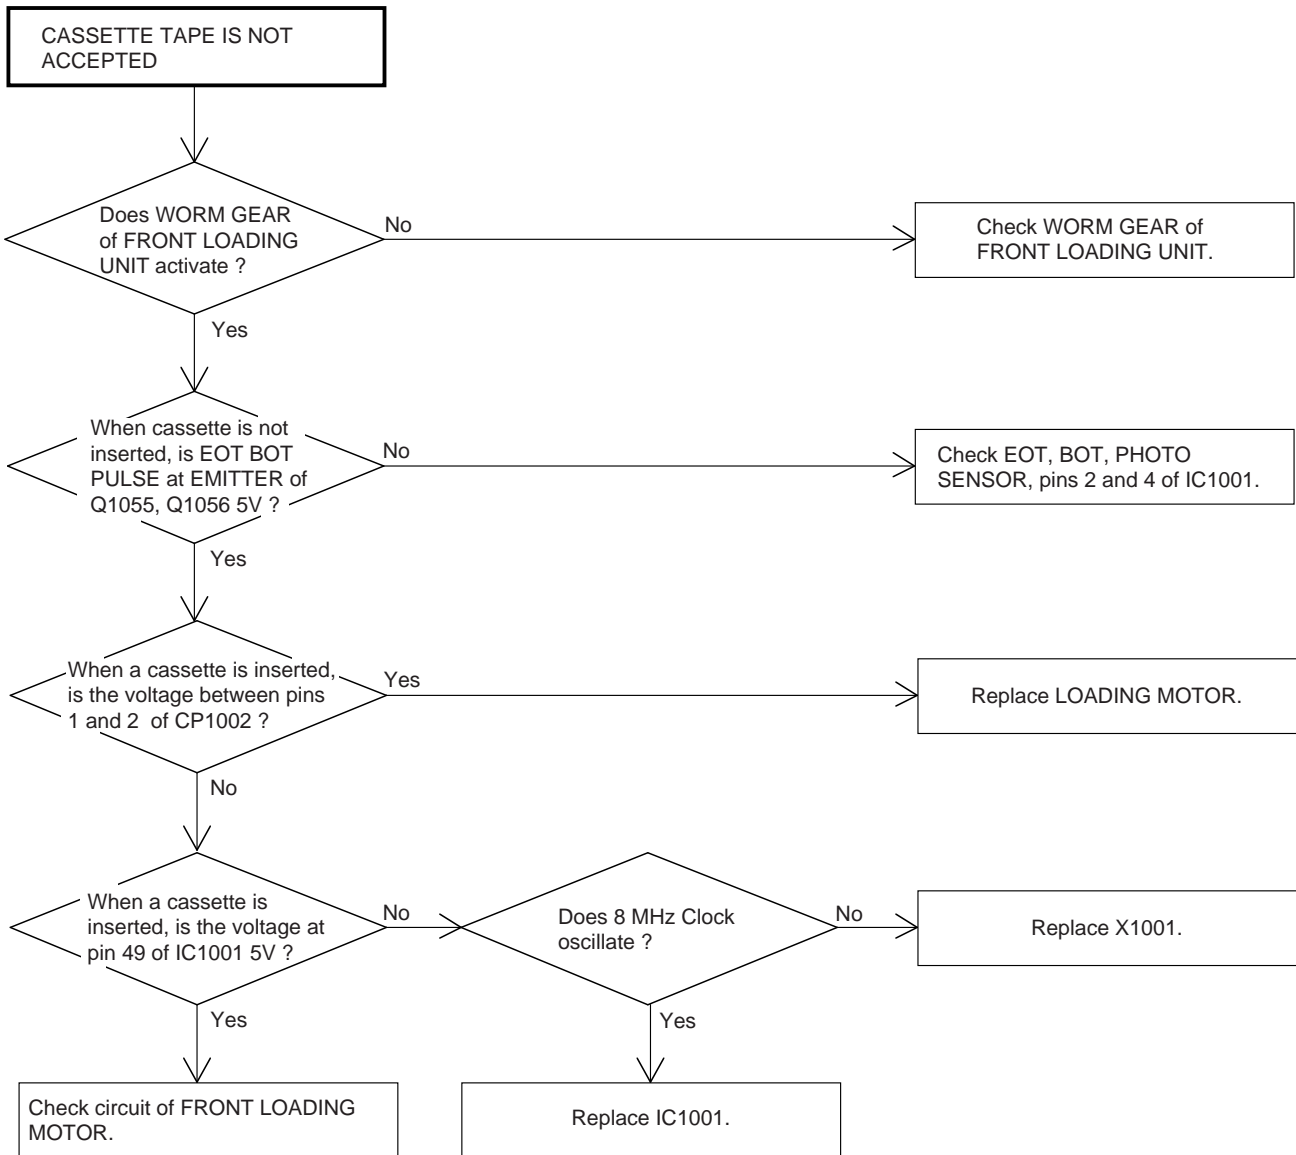 CASSETTE TAPE IS NOT
ACCEPTED
Does WORM GEAR
of FRONT LOADING
UNIT activate ?
No
Check WORM GEAR of
FRONT LOADING UNIT.
Yes
When cassette is not
inserted, is EOT BOT
PULSE at EMITTER of
Q1055, Q1056 5V ?
No
Check EOT, BOT, PHOTO
SENSOR, pins 2 and 4 of IC1001.
Yes
When a cassette is inserted,
is the voltage between pins
1 and 2 of CP1002 ?
Yes
Replace LOADING MOTOR.
No
When a cassette is
inserted, is the voltage at
pin 49 of IC1001 5V ?
No
Does 8 MHz Clock
oscillate ?
No
Replace X1001.
Yes
Yes
Check circuit of FRONT LOADING
MOTOR.
Replace IC1001.